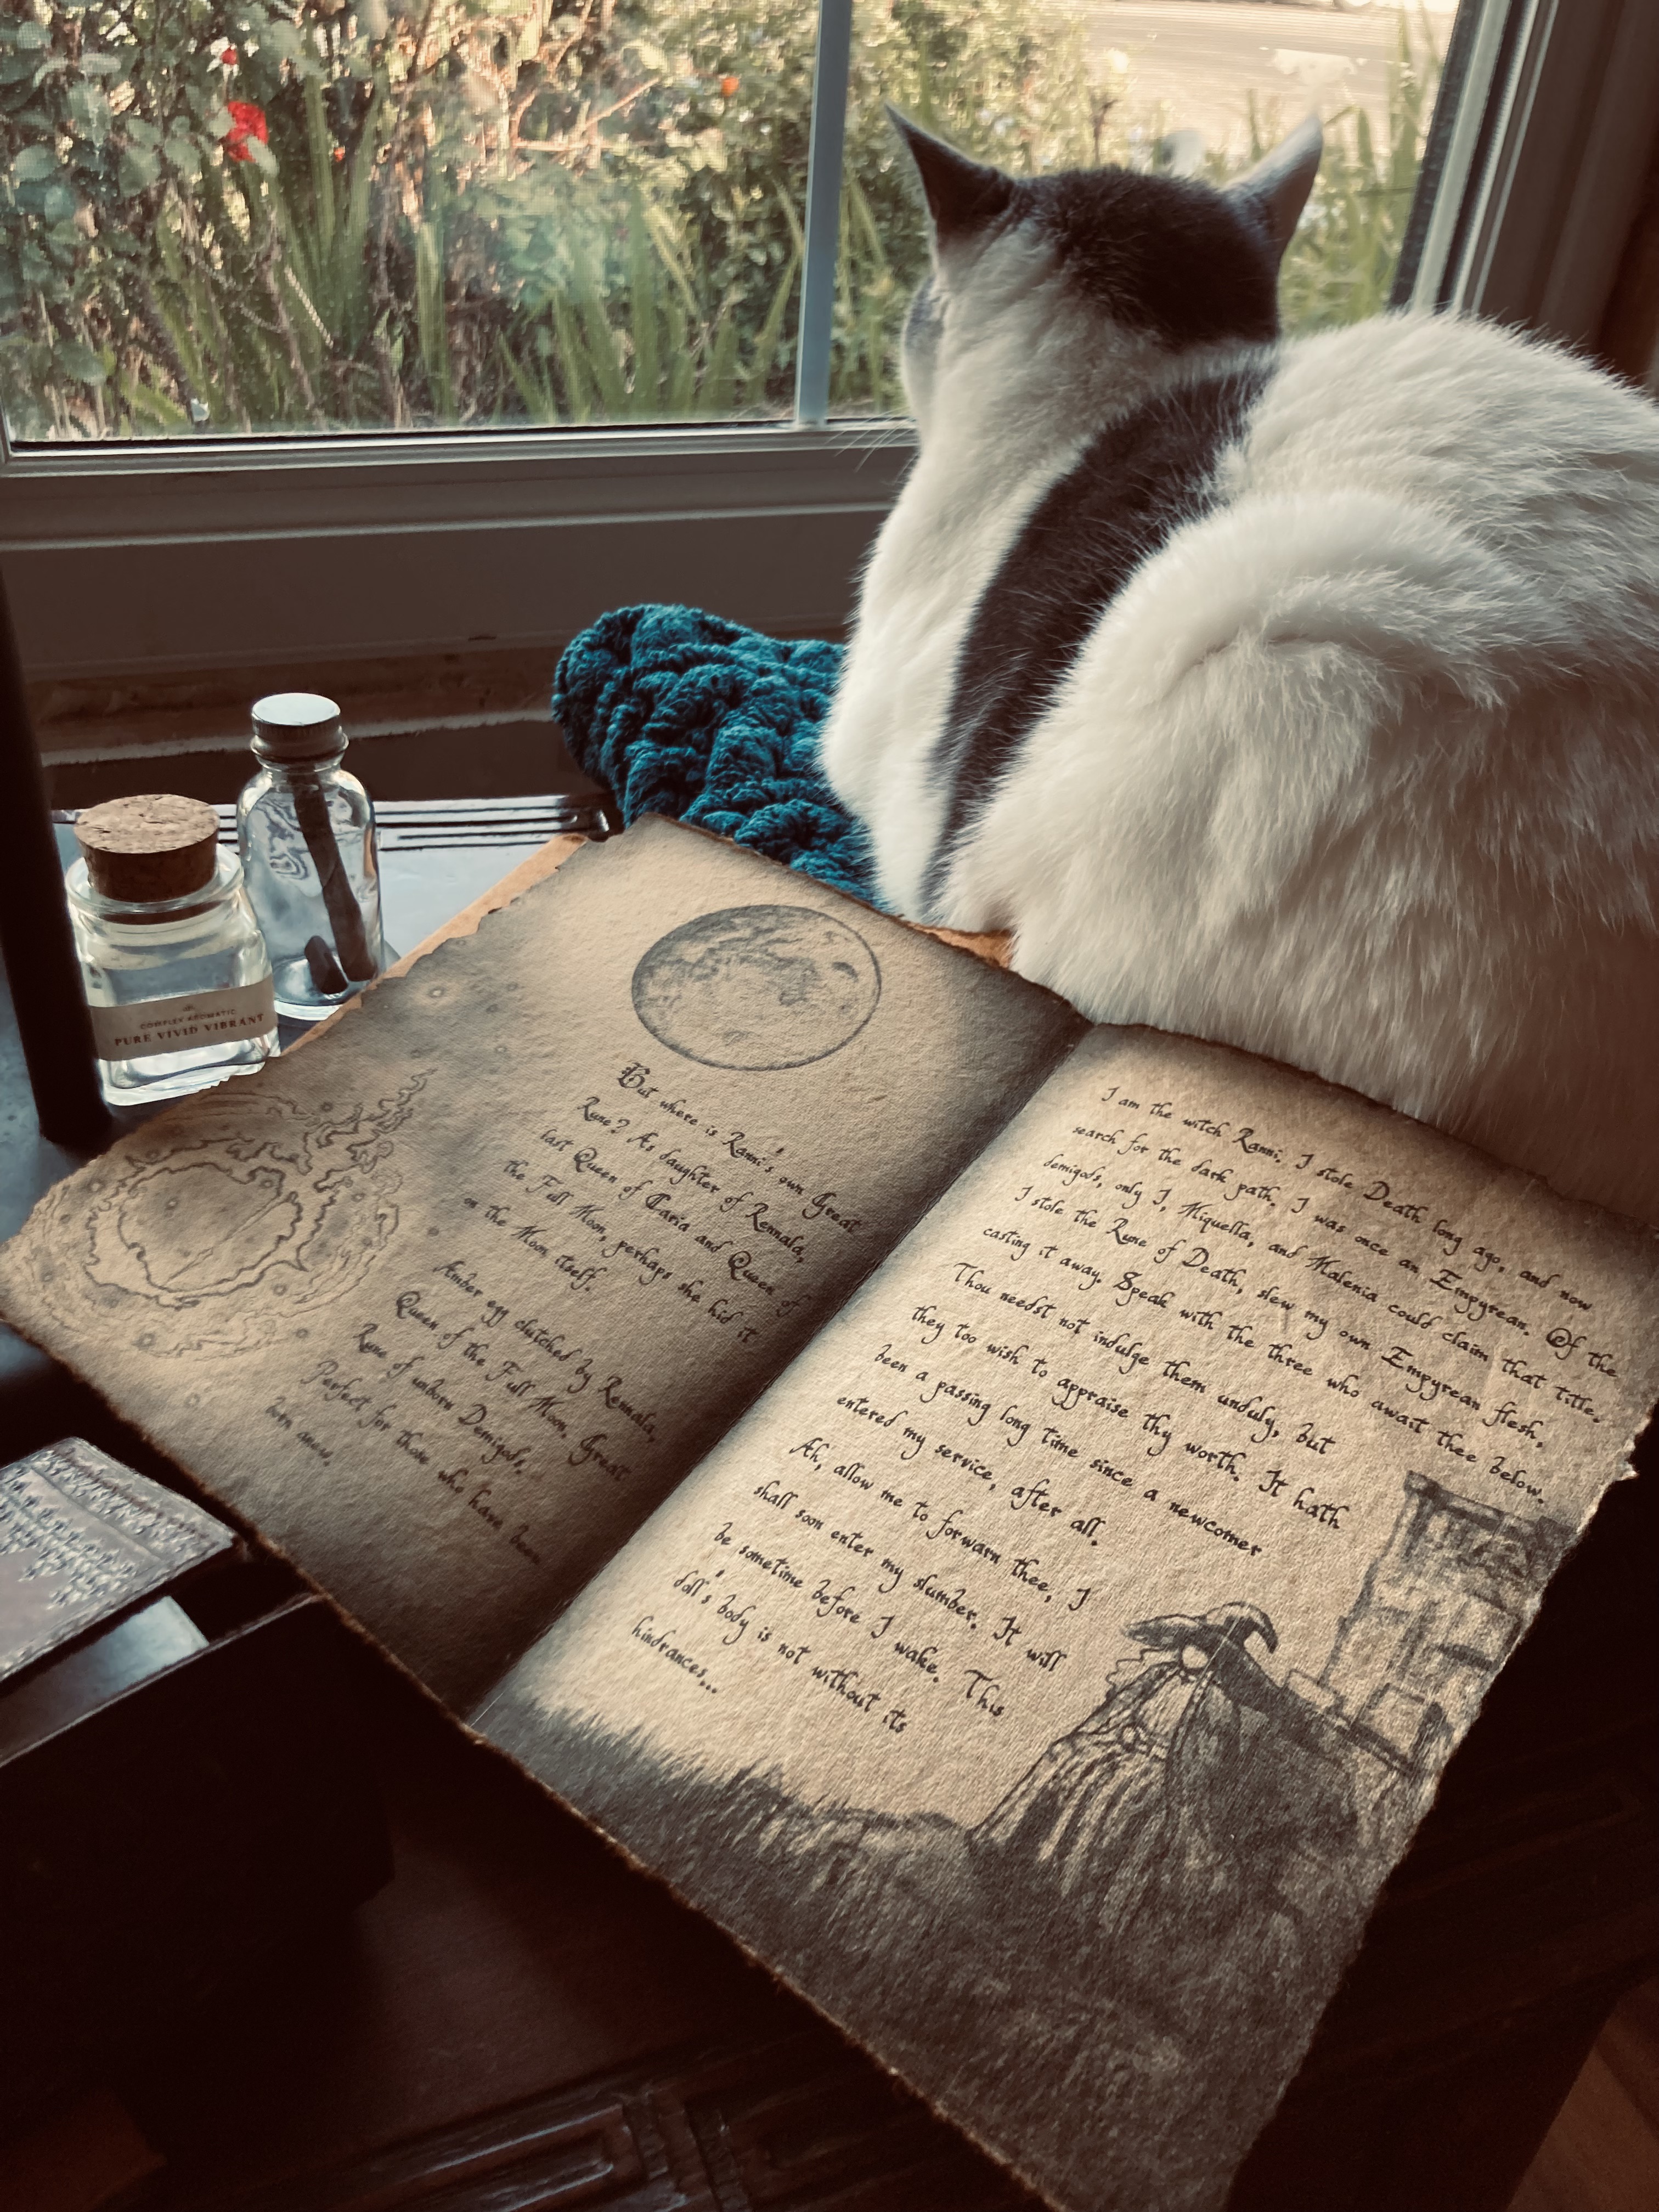 COMPLEX AROMATIC
PURE VIVID VIBRANT
But where is Ranni's own Great
Rune? As daughter of Rennala,
last Queen of Caria and Queen of
the Full Moon, perhaps she hid it
on the Moon itself.
Amber egg clutched by Rennala,
Queen of the Full Moon, Great
Rune of unborn Demigods.
Perfect for those who have been
born anew.
I am the witch Ranni. I stole Death long ago, and now
search for the dark path. I was once an Empyrean. Of the
demigods, only I, Miquella, and Malenia could claim that title.
I stole the Rune of Death, slew my own Empyrean flesh,
casting it away. Speak with the three who await thee below.
Thou needst not indulge them unduly, but
they too wish to appraise thy worth. It hath
been a passing long time since a newcomer
entered my service, after all.
Ah, allow me to forwarn thee, I
shall soon enter my slumber. It will
be sometime before I wake. This
doll's body is not without its
hindrances...